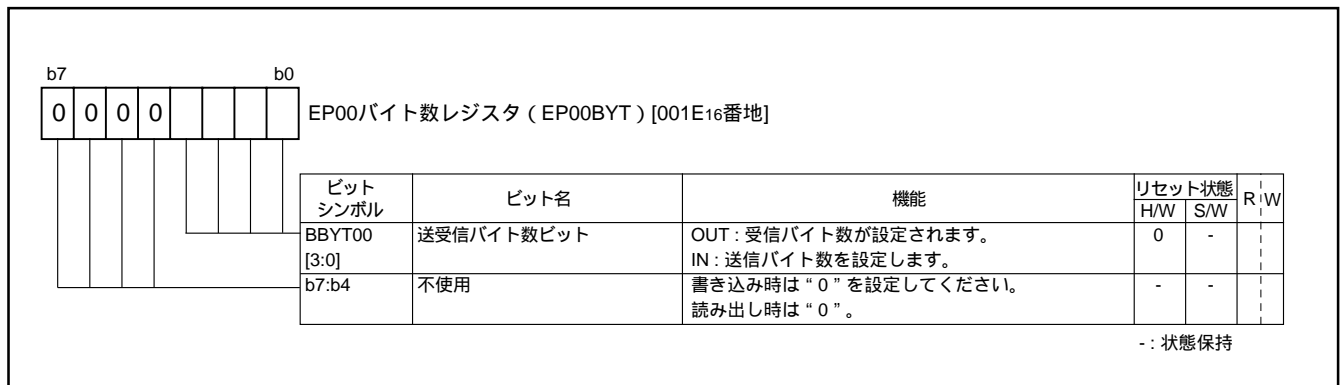 b7 b0
0 0 0 0 EP00バイト数レジスタ（EP00BYT）[001E16番地]
ビット
シンボル ビット名 機能 リセット状態 R W
H/W S/W
BBYT00 送受信バイト数ビット OUT : 受信バイト数が設定されます。 0 -
[3:0] IN : 送信バイト数を設定します。
b7:b4 不使用 書き込み時は“0”を設定してください。 - -
読み出し時は“0”。
- : 状態保持